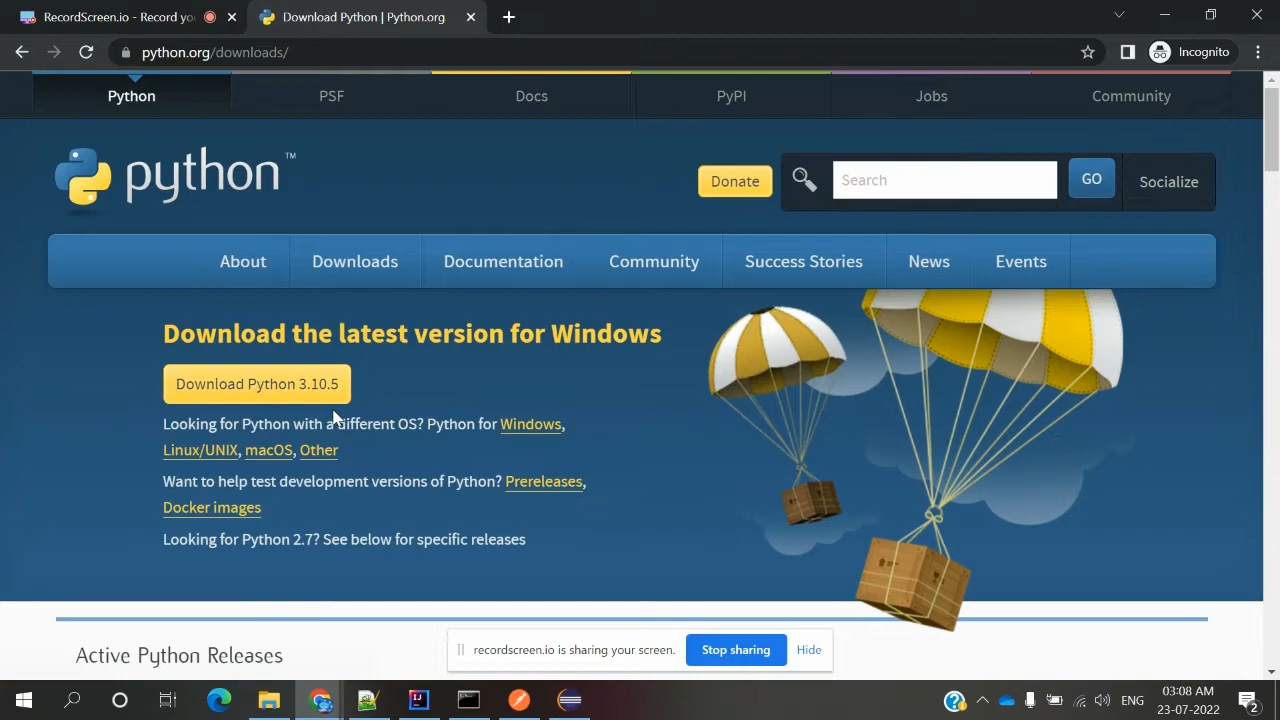 RecordScreen.io - Record yo
Download Python | Python.org
python.org/downloads/
Incognito
Python
PSF
Docs
PyPI
Jobs
Community
python™
Donate
Search
GO
Socialize
About
Downloads
Documentation
Community
Success Stories
News
Events
Download the latest version for Windows
Download Python 3.10.5
Looking for Python with a different OS? Python for Windows,
Linux/UNIX, macOS, Other
Want to help test development versions of Python? Prereleases,
Docker images
Looking for Python 2.7? See below for specific releases
Active Python Releases
recordscreen.io is sharing your screen.
Stop sharing
Hide
ENG
03:08 AM
23-07-2022
2